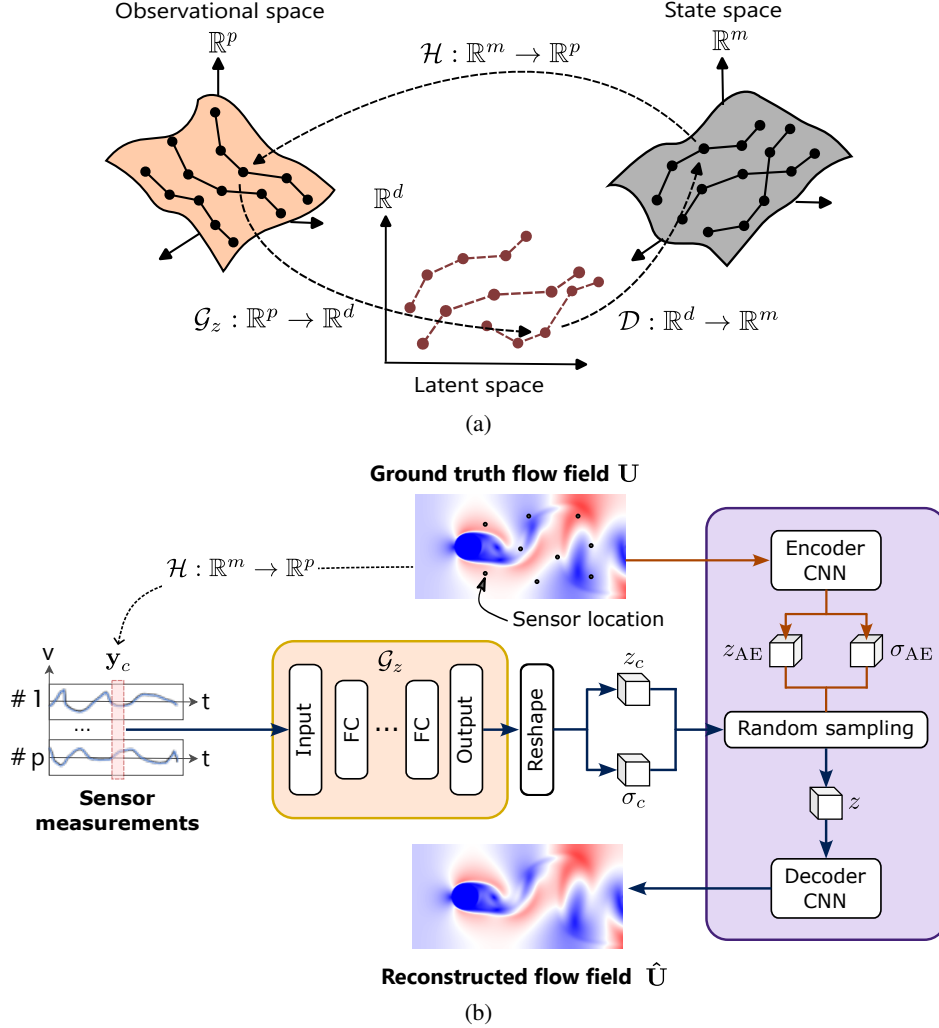 Observational space
State space
ℝ^p
ℝ^m
𝓗 : ℝ^m → ℝ^p
ℝ^d
𝒢_z : ℝ^p → ℝ^d
𝒟 : ℝ^d → ℝ^m
Latent space
(a)
Ground truth flow field U
𝓗 : ℝ^m → ℝ^p
Sensor location
Encoder
CNN
z_AE
σ_AE
y_c
v
# 1
t
...
# p
t
Sensor
measurements
𝒢_z
Input
FC
...
FC
Output
Reshape
z_c
σ_c
Random sampling
z
Decoder
CNN
Reconstructed flow field Û
(b)